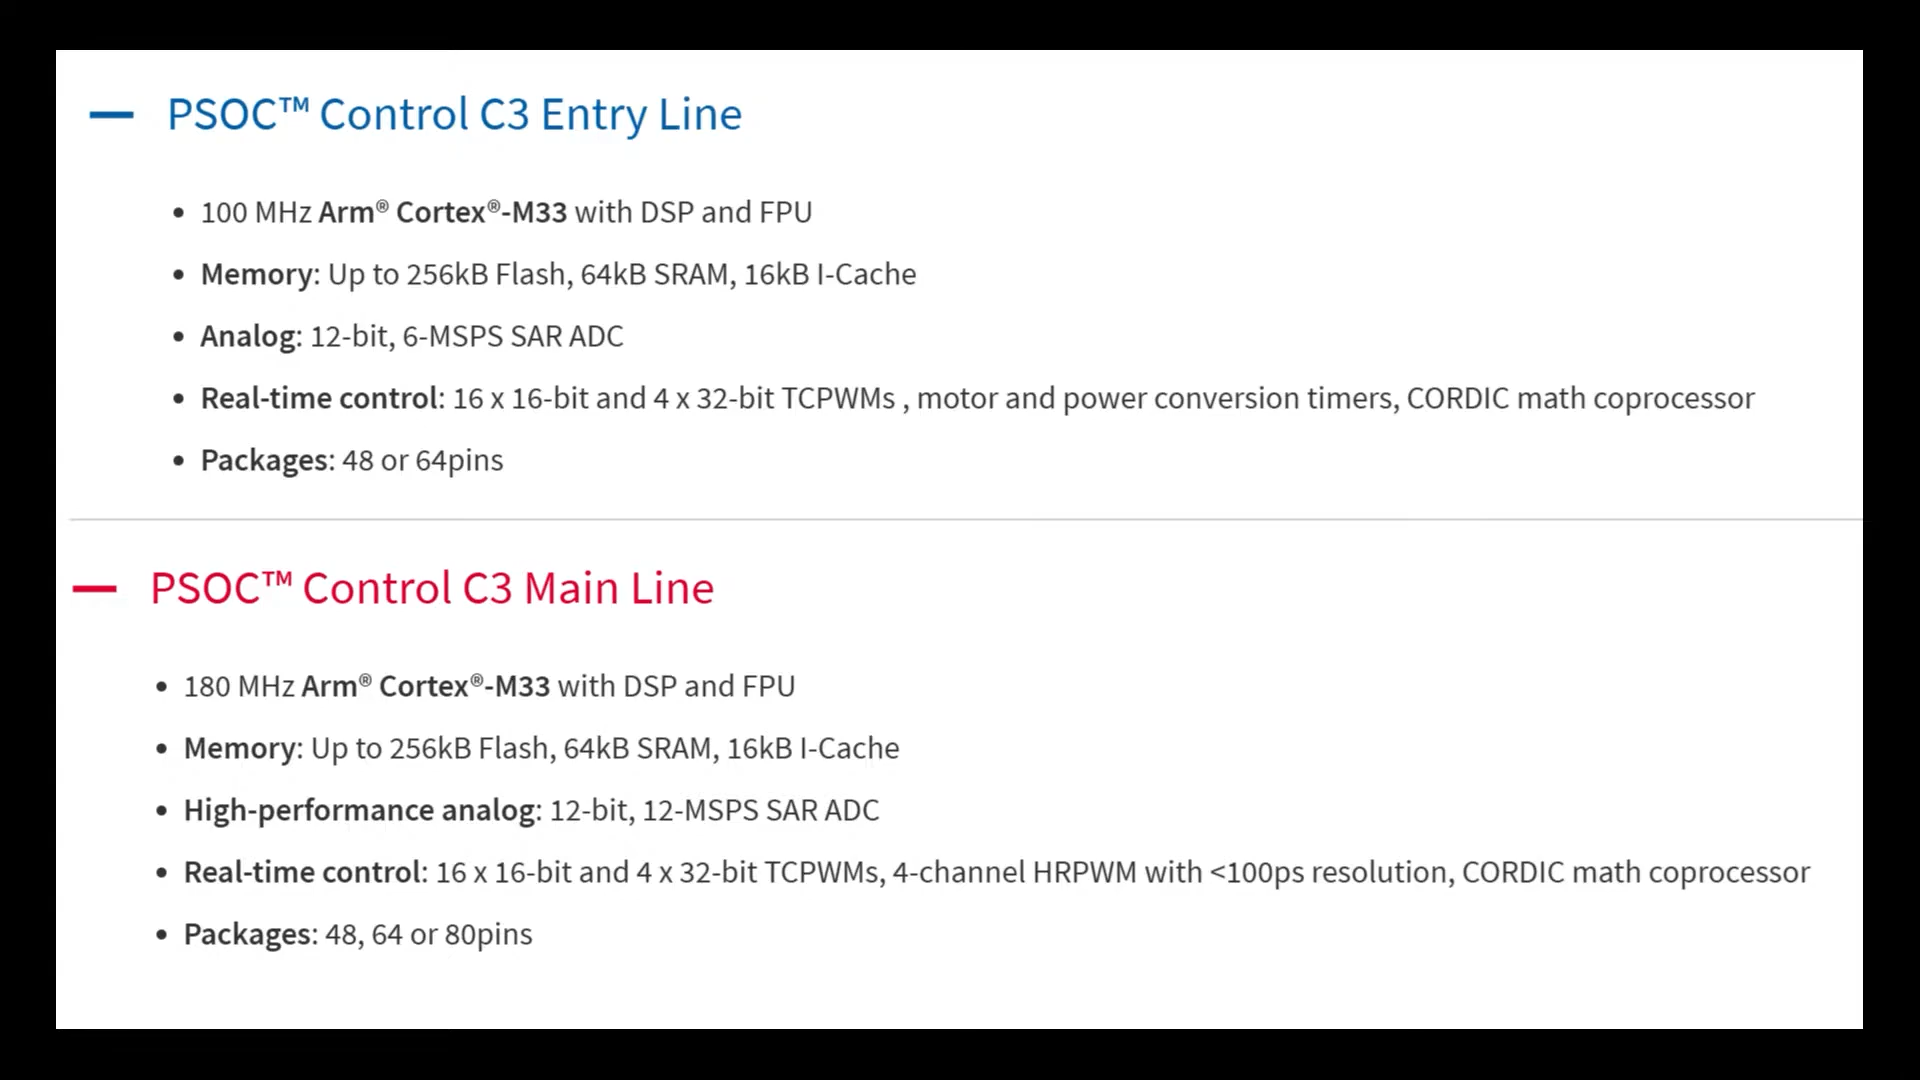 PSOC™ Control C3 Entry Line
100 MHz Arm® Cortex®-M33 with DSP and FPU
Memory: Up to 256kB Flash, 64kB SRAM, 16kB I-Cache
Analog: 12-bit, 6-MSPS SAR ADC
Real-time control: 16 x 16-bit and 4 x 32-bit TCPWMs , motor and power conversion timers, CORDIC math coprocessor
Packages: 48 or 64pins
PSOC™ Control C3 Main Line
180 MHz Arm® Cortex®-M33 with DSP and FPU
Memory: Up to 256kB Flash, 64kB SRAM, 16kB I-Cache
High-performance analog: 12-bit, 12-MSPS SAR ADC
Real-time control: 16 x 16-bit and 4 x 32-bit TCPWMs, 4-channel HRPWM with <100ps resolution, CORDIC math coprocessor
Packages: 48, 64 or 80pins